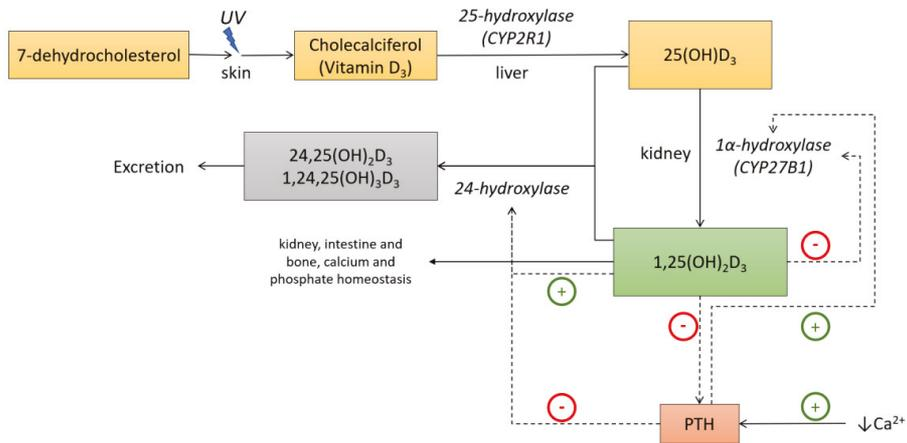 UV
7-dehydrocholesterol
skin
Cholecalciferol
(Vitamin D₃)
25-hydroxylase
(CYP2R1)
liver
25(OH)D₃
kidney
1α-hydroxylase
(CYP27B1)
24,25(OH)₂D₃
1,24,25(OH)₃D₃
Excretion
24-hydroxylase
kidney, intestine and
bone, calcium and
phosphate homeostasis
1,25(OH)₂D₃
-
+
-
+
-
PTH
+
↓Ca²⁺